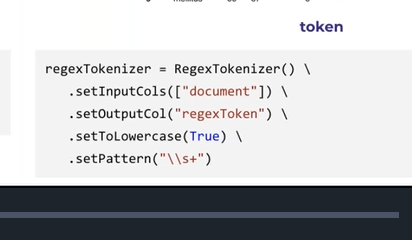 token
regexTokenizer = RegexTokenizer() \
.setInputCols(["document"]) \
.setOutputCol("regexToken") \
.setToLowercase(True) \
.setPattern("\\s+")